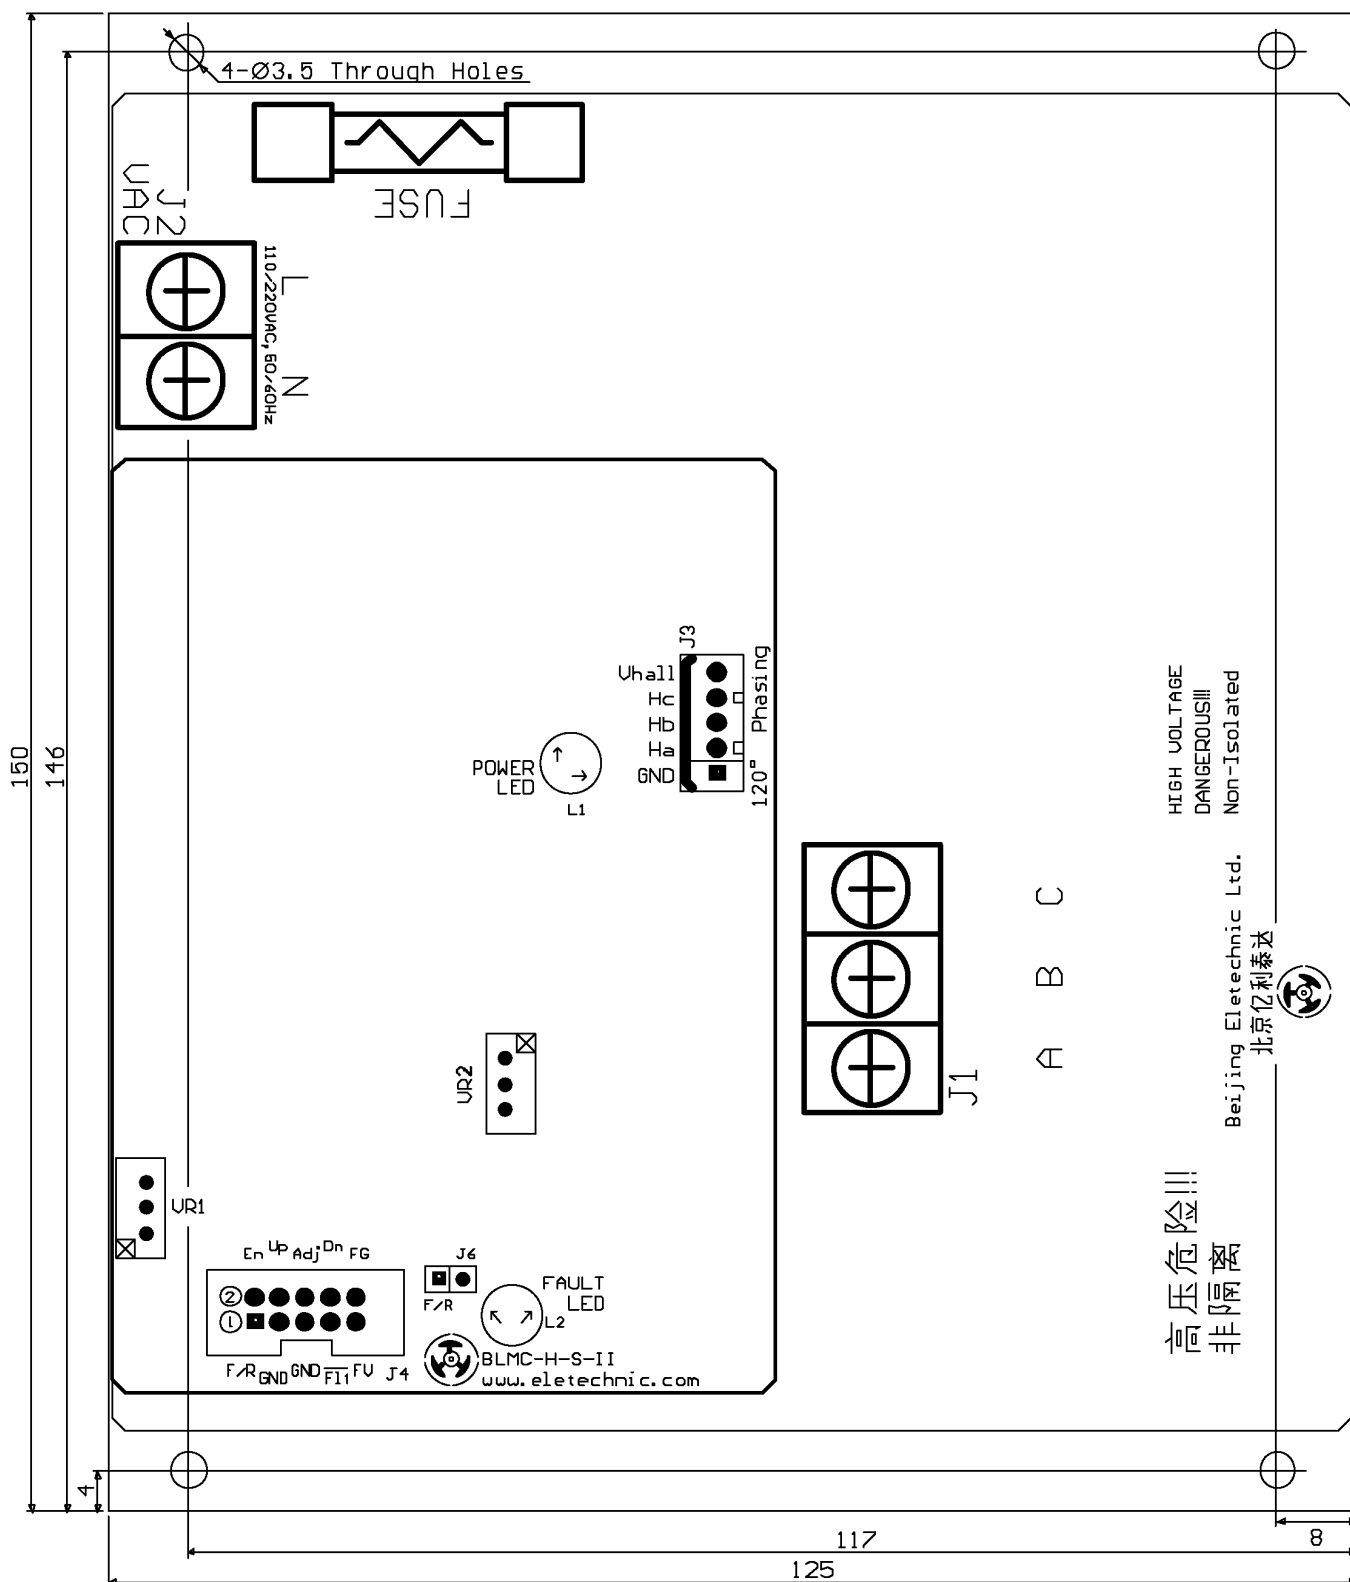 4-Ø3.5 Through Holes
FUSE
J2
VAC
110/220VAC, 50/60Hz
L
N
150
146
J3
Vhall
Hc
Hb
Ha
GND
120° Phasing
POWER
LED
L1
HIGH VOLTAGE
DANGEROUS!!!
Non-Isolated
C
B
A
J1
Beijing Eletechnic Ltd.
北京亿利泰达
VR2
VR1
高压危险!!!
非隔离
En Up Adj Dn FG
J6
2
1
F/R
FAULT
LED
L2
F/R GND GND Fl1 FV J4
BLMC-H-S-II
www.eletechnic.com
4
8
117
125